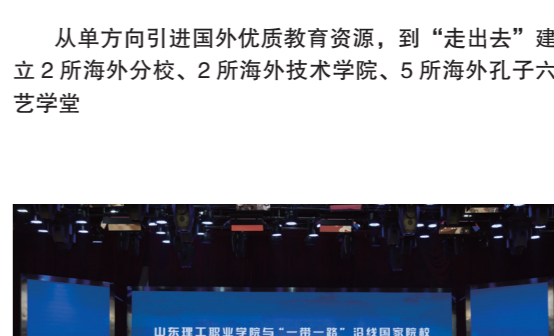 从单方向引进国外优质教育资源，到“走出去”建
立 2 所海外分校、2 所海外技术学院、5 所海外孔子六
艺学堂
山东理工职业学院与“一带一路”沿线国家院校